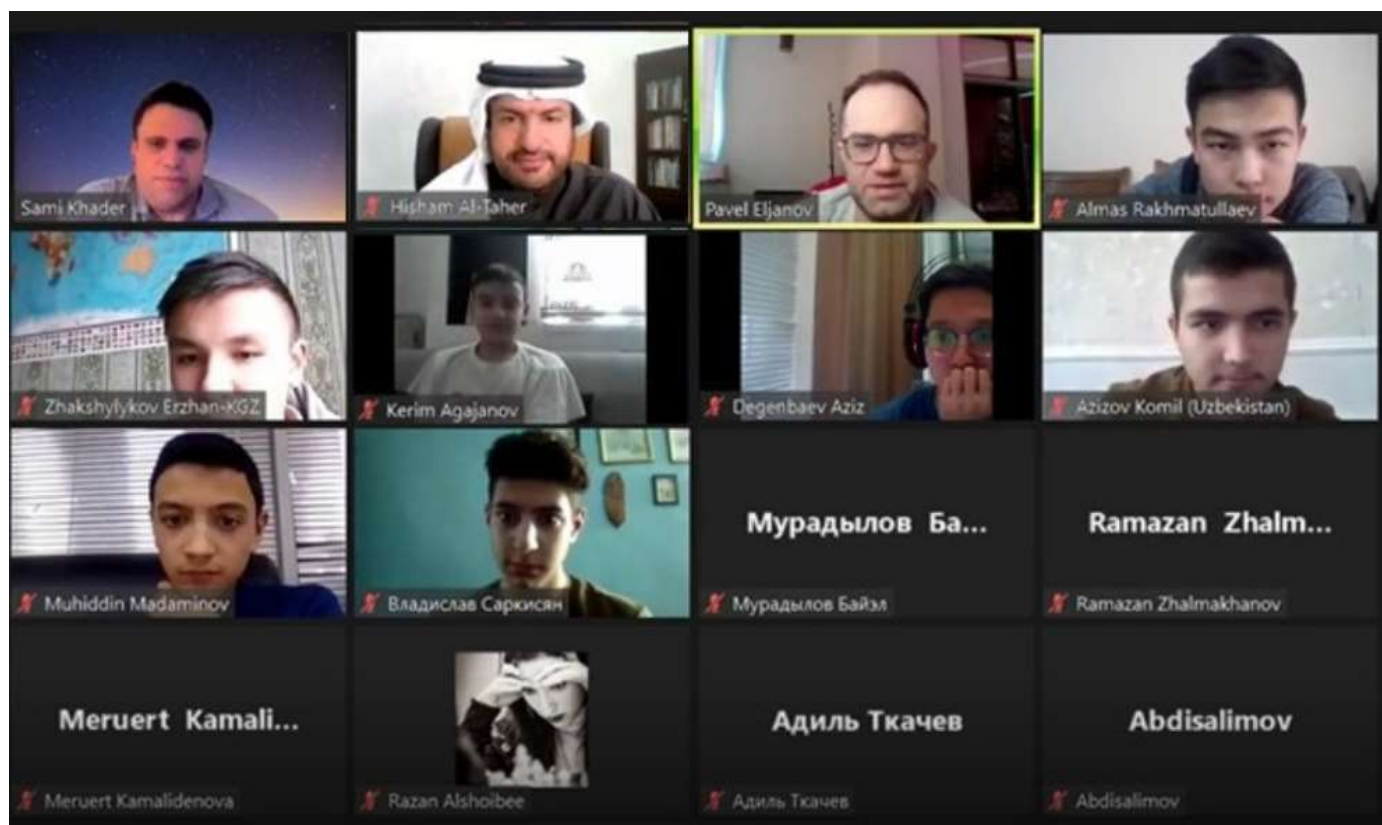 Sami Khader
Hisham Al-Taher
Pavel Eljanov
Almas Rakhmatullaev
Zhakshylykov Erzhan-KGZ
Kerim Agajanov
Degenbaev Aziz
Azizov Komil (Uzbekistan)
Muhiddin Madaminov
Владислав Саркисян
Мурадылов Ба...
Мурадылов Байэл
Ramazan Zhalm...
Ramazan Zhalmakhanov
Meruert Kamali...
Meruert Kamalidenova
Razan Alshoibee
Адиль Ткачев
Адиль Ткачев
Abdisalimov
Abdisalimov